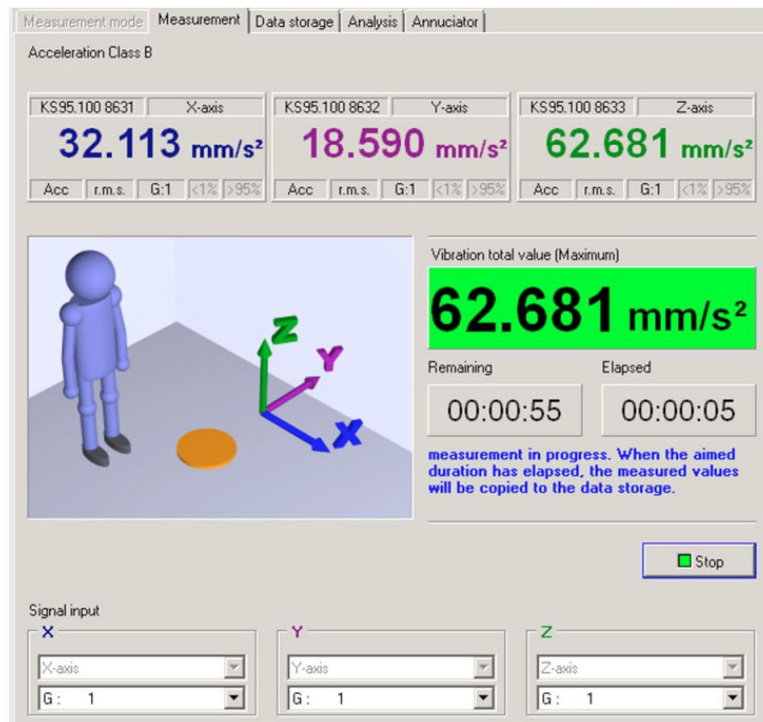 Measurement mode Measurement Data storage Analysis Annuciator
Acceleration Class B
KS95.100 8631 X-axis KS95.100 8632 Y-axis KS95.100 8633 Z-axis
32.113 mm/s² 18.590 mm/s² 62.681 mm/s²
Acc r.m.s. G:1 <1% >95% Acc r.m.s. G:1 <1% >95% Acc r.m.s. G:1 <1% >95%
Vibration total value (Maximum)
62.681 mm/s²
Z
Y
X
Remaining Elapsed
00:00:55 00:00:05
measurement in progress. When the aimed
duration has elapsed, the measured values
will be copied to the data storage.
Stop
Signal input
X Y Z
X-axis Y-axis Z-axis
G: 1 G: 1 G: 1